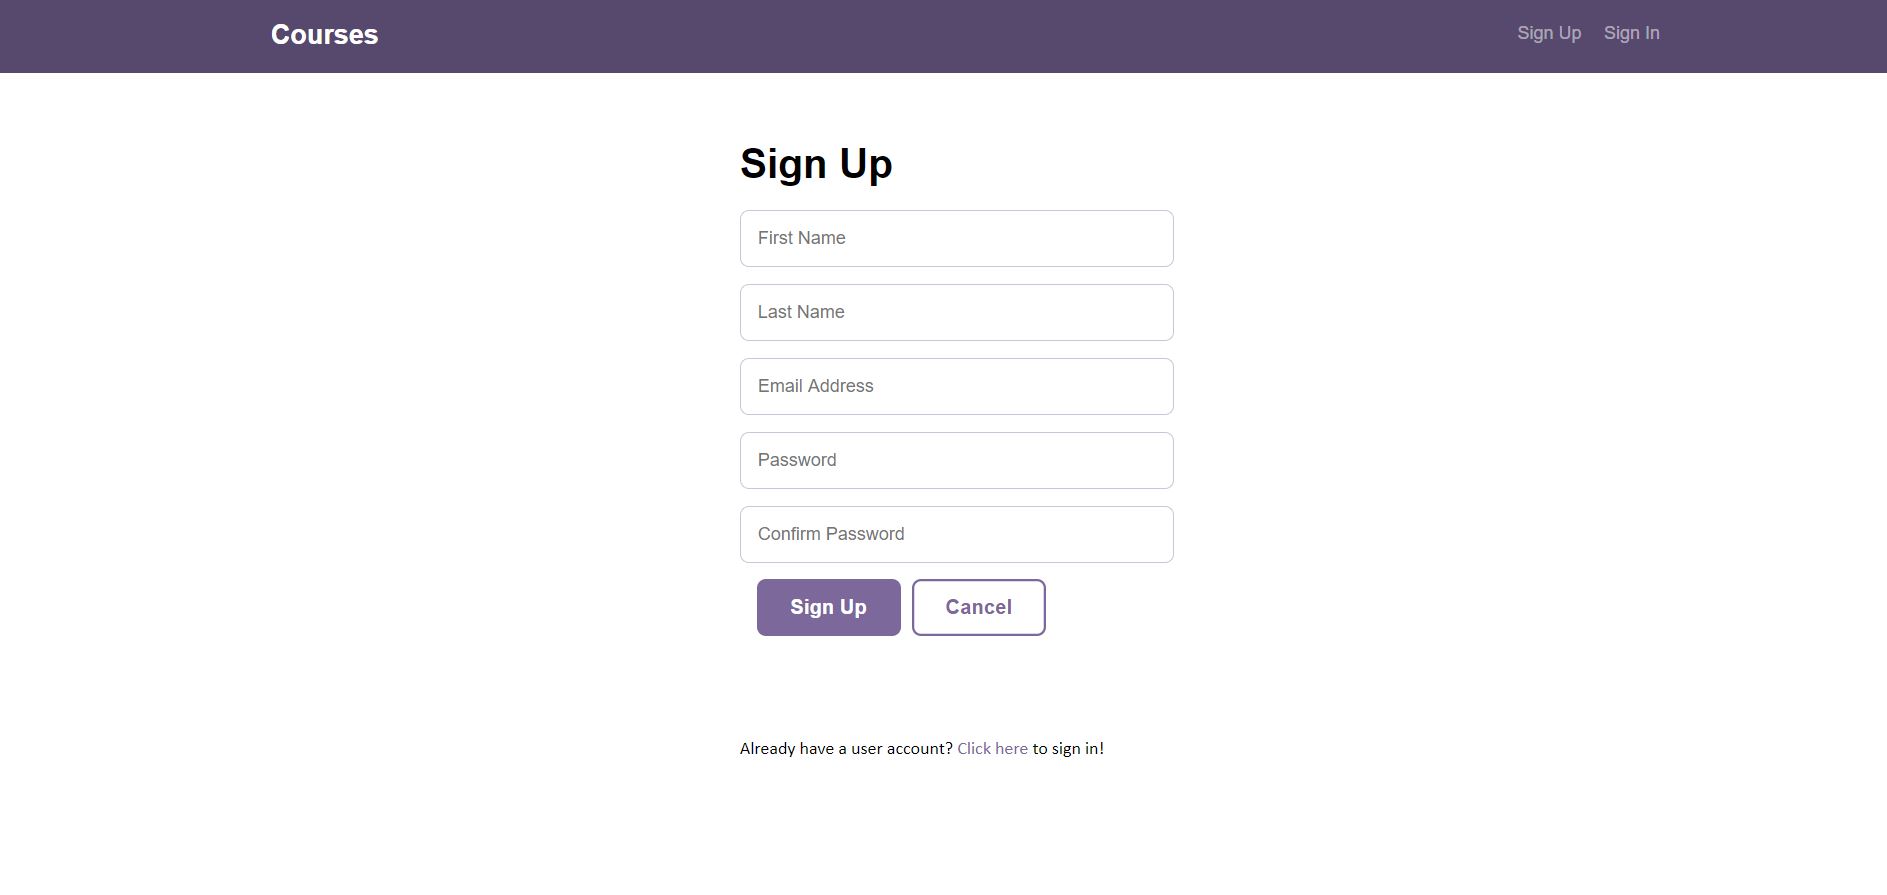 Courses
Sign Up Sign In
Sign Up
First Name
Last Name
Email Address
Password
Confirm Password
Sign Up Cancel
Already have a user account? Click here to sign in!